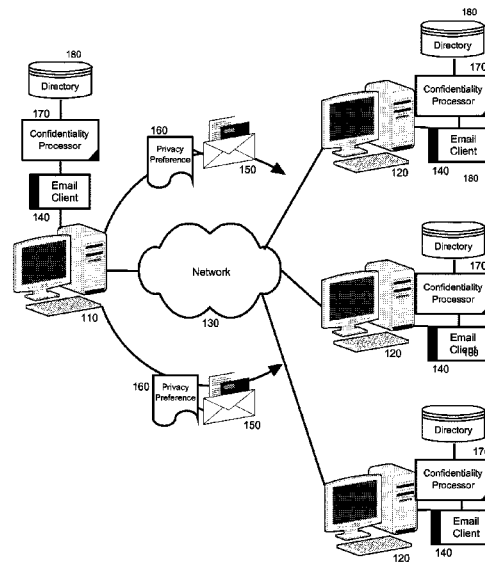 180
Directory
170
Confidentiality
Processor
Email
Client
140
110
160
Privacy
Preference
150
Network
130
160
Privacy
Preference
150
180
Directory
170
Confidentiality
Processor
Email
Client
120
140
180
Directory
170
Confidentiality
Processor
Email
Client
120
140
180
Directory
170
Confidentiality
Processor
Email
Client
120
140